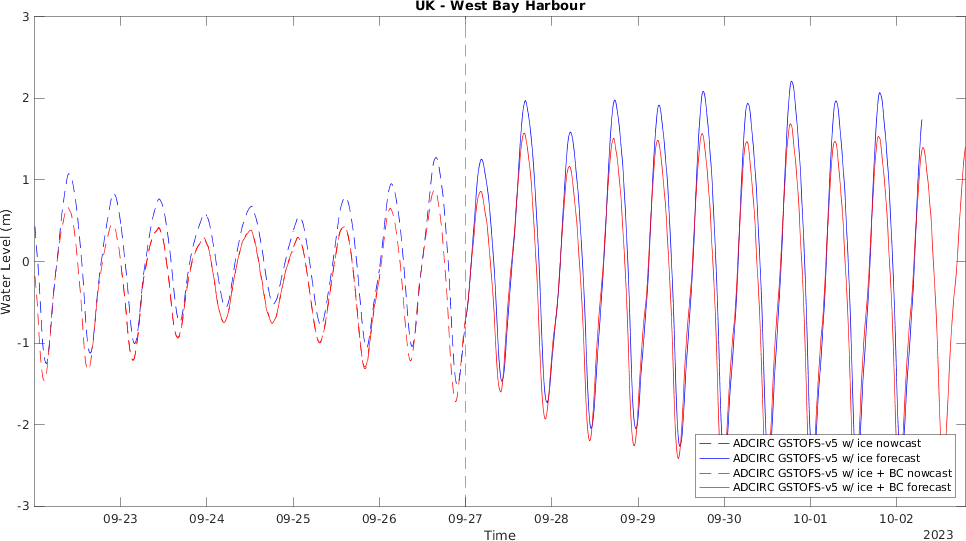 UK - West Bay Harbour
3
2
1
0
-1
-2
-3
Water Level (m)
ADCIRC GSTOFS-v5 w/ ice nowcast
ADCIRC GSTOFS-v5 w/ ice forecast
ADCIRC GSTOFS-v5 w/ ice + BC nowcast
ADCIRC GSTOFS-v5 w/ ice + BC forecast
09-23 09-24 09-25 09-26 09-27 09-28 09-29 09-30 10-01 10-02
Time
2023